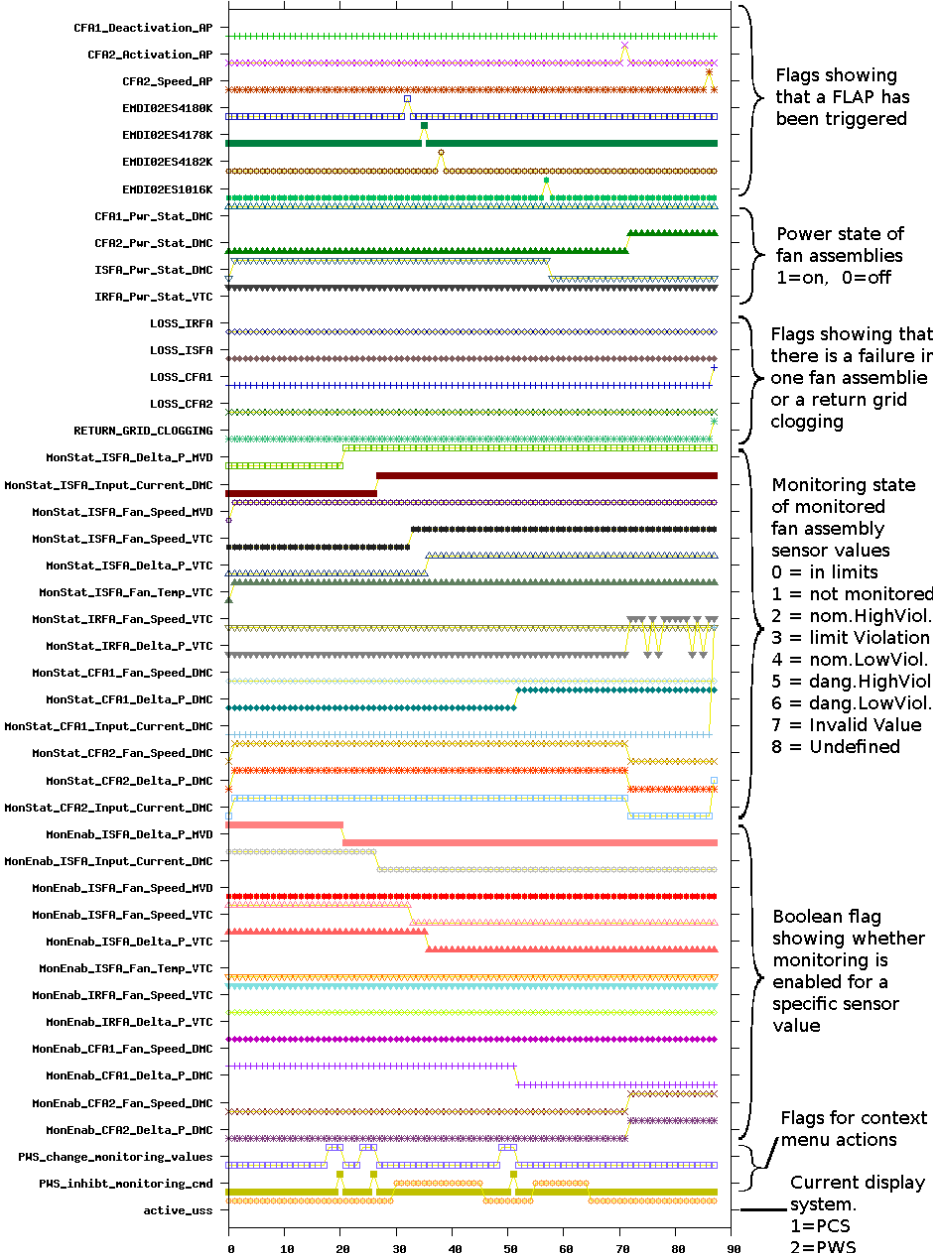 CFA1_Deactivation_AP
CFA2_Activation_AP
CFA2_Speed_AP
EMDI02ES4180K
EMDI02ES4178K
EMDI02ES4182K
EMDI02ES1016K
CFA1_Pwr_Stat_DMC
CFA2_Pwr_Stat_DMC
ISFA_Pwr_Stat_DMC
IRFA_Pwr_Stat_VTC
LOSS_IRFA
LOSS_ISFA
LOSS_CFA1
LOSS_CFA2
RETURN_GRID_CLOGGING
MonStat_ISFA_Delta_P_MVD
MonStat_ISFA_Input_Current_DMC
MonStat_ISFA_Fan_Speed_MVD
MonStat_ISFA_Fan_Speed_VTC
MonStat_ISFA_Delta_P_VTC
MonStat_ISFA_Fan_Temp_VTC
MonStat_IRFA_Fan_Speed_VTC
MonStat_IRFA_Delta_P_VTC
MonStat_CFA1_Fan_Speed_DMC
MonStat_CFA1_Delta_P_DMC
MonStat_CFA1_Input_Current_DMC
MonStat_CFA2_Fan_Speed_DMC
MonStat_CFA2_Delta_P_DMC
MonStat_CFA2_Input_Current_DMC
MonEnab_ISFA_Delta_P_MVD
MonEnab_ISFA_Input_Current_DMC
MonEnab_ISFA_Fan_Speed_MVD
MonEnab_ISFA_Fan_Speed_VTC
MonEnab_ISFA_Delta_P_VTC
MonEnab_ISFA_Fan_Temp_VTC
MonEnab_IRFA_Fan_Speed_VTC
MonEnab_IRFA_Delta_P_VTC
MonEnab_CFA1_Fan_Speed_DMC
MonEnab_CFA1_Delta_P_DMC
MonEnab_CFA2_Fan_Speed_DMC
MonEnab_CFA2_Delta_P_DMC
PWS_change_monitoring_values
PWS_inhibt_monitoring_cmd
active_uss
0 10 20 30 40 50 60 70 80 90
Flags showing
that a FLAP has
been triggered
Power state of
fan assemblies
1=on, 0=off
Flags showing that
there is a failure in
one fan assemblie
or a return grid
clogging
Monitoring state
of monitored
fan assembly
sensor values
0 = in limits
1 = not monitored
2 = nom.HighViol.
3 = limit Violation
4 = nom.LowViol.
5 = dang.HighViol
6 = dang.LowViol.
7 = Invalid Value
8 = Undefined
Boolean flag
showing whether
monitoring is
enabled for a
specific sensor
value
Flags for context
menu actions
Current display
system.
1=PCS
2=PWS